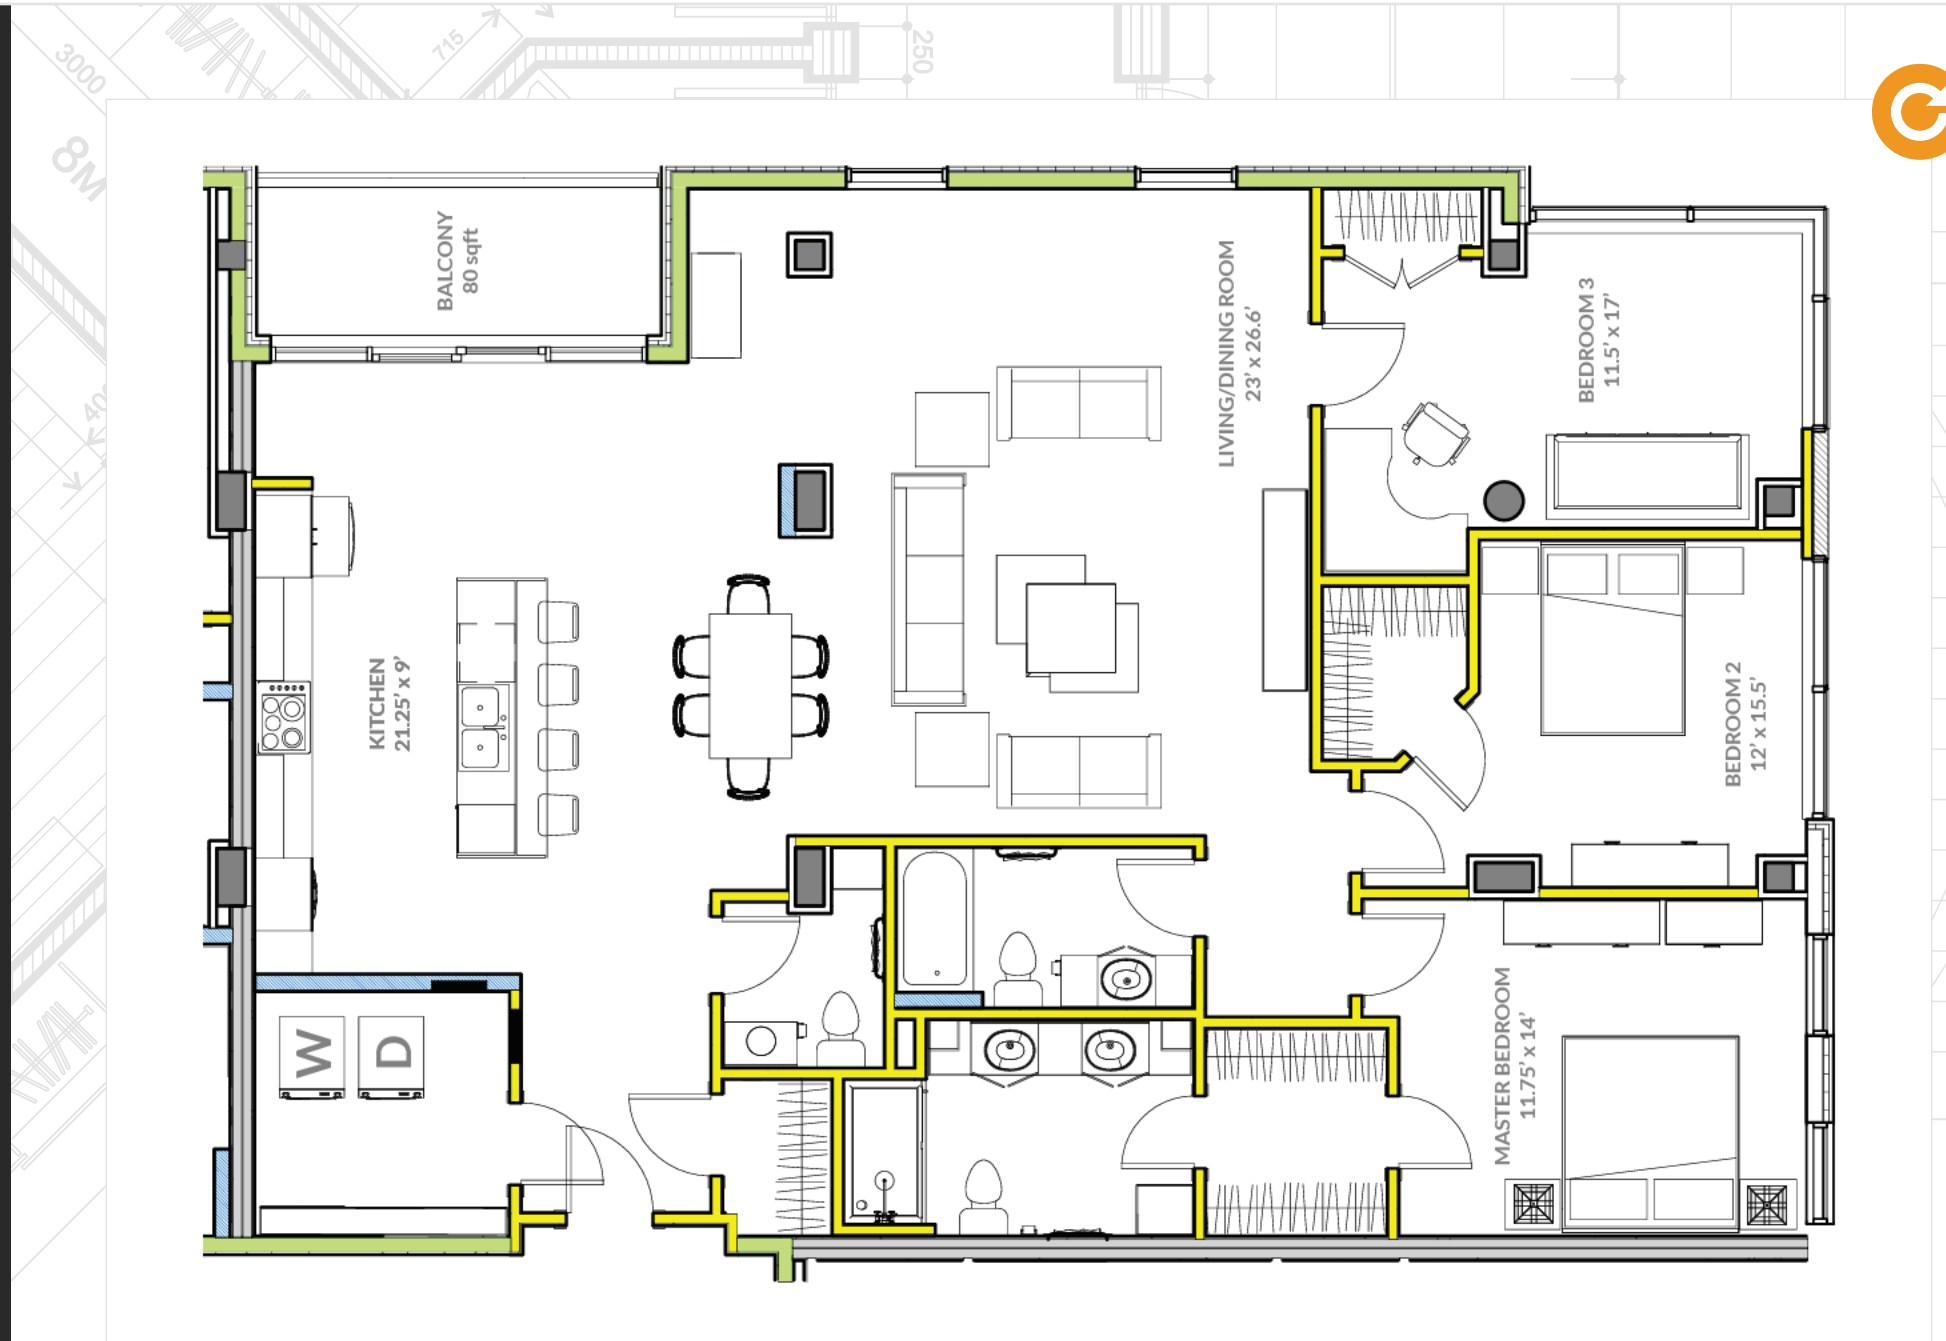 3000
715
250
8M
BALCONY
80 sqft
LIVING/DINING ROOM
23' x 26.6'
BEDROOM 3
11.5' x 17'
KITCHEN
21.25' x 9'
BEDROOM 2
12' x 15.5'
MASTER BEDROOM
11.75' x 14'
W
D